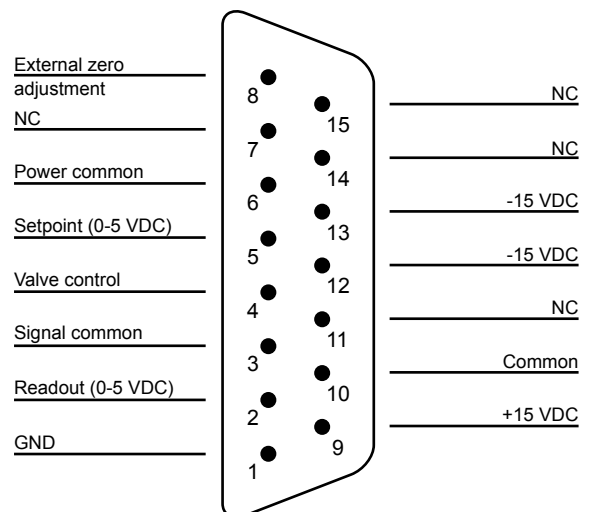 External zero
adjustment
NC
Power common
Setpoint (0-5 VDC)
Valve control
Signal common
Readout (0-5 VDC)
GND
8
7
6
5
4
3
2
1
15
14
13
12
11
10
9
NC
NC
-15 VDC
-15 VDC
NC
Common
+15 VDC